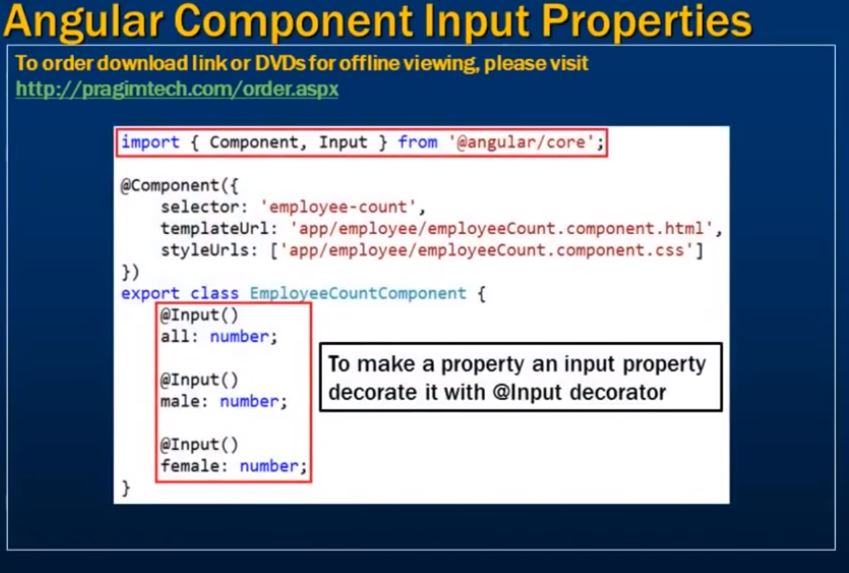 Angular Component Input Properties
To order download link or DVDs for offline viewing, please visit
http://pragimtech.com/order.aspx
import { Component, Input } from '@angular/core';
@Component({
    selector: 'employee-count',
    templateUrl: 'app/employee/employeeCount.component.html',
    styleUrls: ['app/employee/employeeCount.component.css']
})
export class EmployeeCountComponent {
    @Input()
    all: number;
    @Input()
    male: number;
    @Input()
    female: number;
}
To make a property an input property
decorate it with @Input decorator